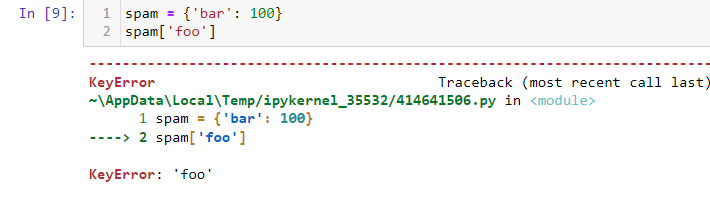 In [9]: 1 spam = {'bar': 100}
2 spam['foo']
---------------------------------------------------------------------------
KeyError Traceback (most recent call last)
~\AppData\Local\Temp/ipykernel_35532/414641506.py in <module>
1 spam = {'bar': 100}
----> 2 spam['foo']
KeyError: 'foo'